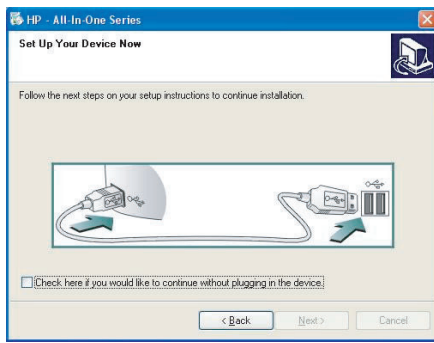 HP - All-In-One Series
Set Up Your Device Now
Follow the next steps on your setup instructions to continue installation.
Check here if you would like to continue without plugging in the device.
< Back
Next >
Cancel